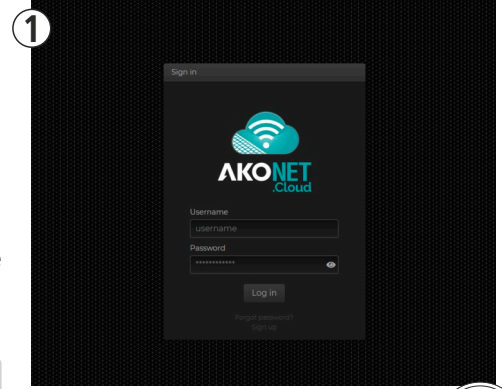 1
Sign in
AKONET
.Cloud
Username
username
Password
************
Log in
Forgot password?
Sign up